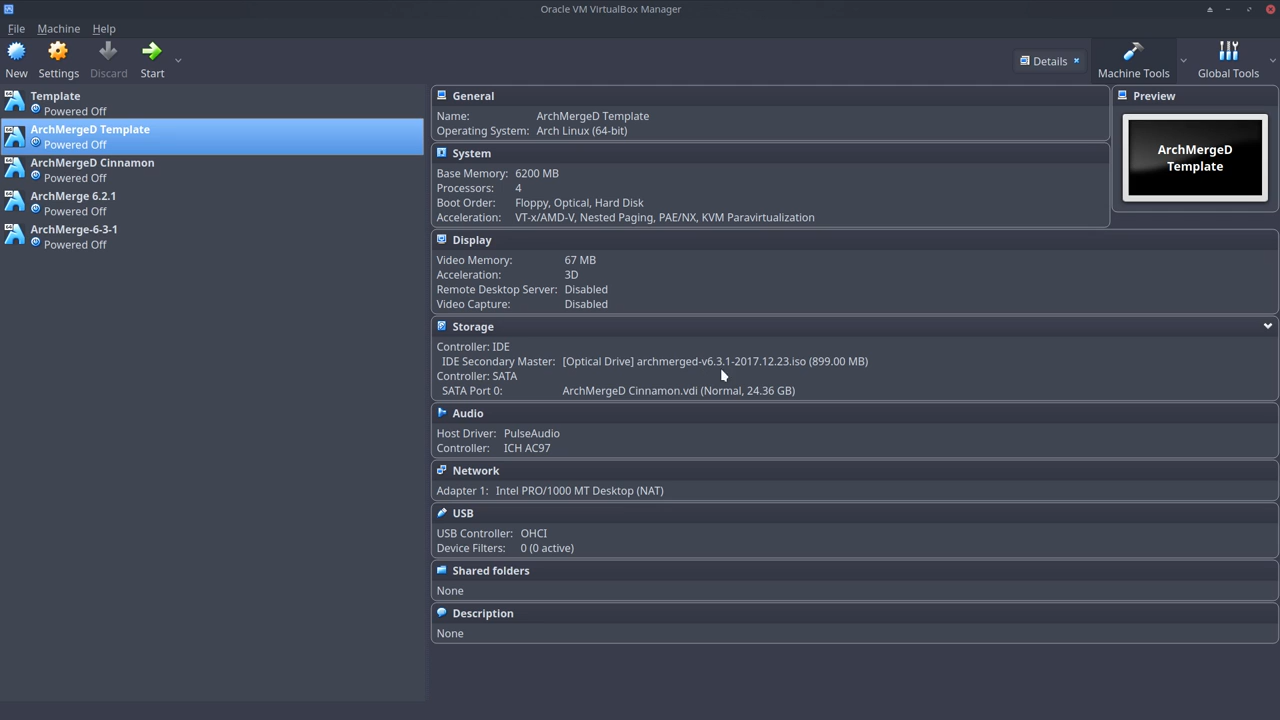 Oracle VM VirtualBox Manager
File Machine Help
New Settings Discard Start
Details
Machine Tools
Global Tools
Template
Powered Off
ArchMergeD Template
Powered Off
ArchMergeD Cinnamon
Powered Off
ArchMerge 6.2.1
Powered Off
ArchMerge-6-3-1
Powered Off
General
Name: ArchMergeD Template
Operating System: Arch Linux (64-bit)
System
Base Memory: 6200 MB
Processors: 4
Boot Order: Floppy, Optical, Hard Disk
Acceleration: VT-x/AMD-V, Nested Paging, PAE/NX, KVM Paravirtualization
Preview
ArchMergeD
Template
Display
Video Memory: 67 MB
Acceleration: 3D
Remote Desktop Server: Disabled
Video Capture: Disabled
Storage
Controller: IDE
IDE Secondary Master: [Optical Drive] archmerged-v6.3.1-2017.12.23.iso (899.00 MB)
Controller: SATA
SATA Port 0: ArchMergeD Cinnamon.vdi (Normal, 24.36 GB)
Audio
Host Driver: PulseAudio
Controller: ICH AC97
Network
Adapter 1: Intel PRO/1000 MT Desktop (NAT)
USB
USB Controller: OHCI
Device Filters: 0 (0 active)
Shared folders
None
Description
None